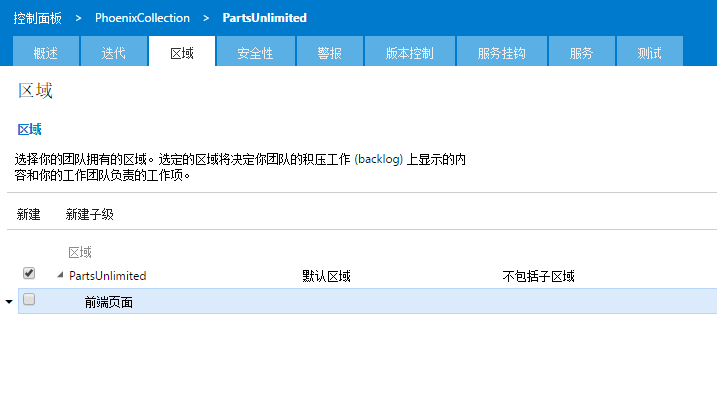 控制面板 > PhoenixCollection > PartsUnlimited
概述 迭代 区域 安全性 警报 版本控制 服务挂钩 服务 测试
区域
区域
选择你的团队拥有的区域。选定的区域将决定你团队的积压工作 (backlog) 上显示的内
容和你的工作团队负责的工作项。
新建 新建子级
区域
PartsUnlimited 默认区域 不包括子区域
前端页面